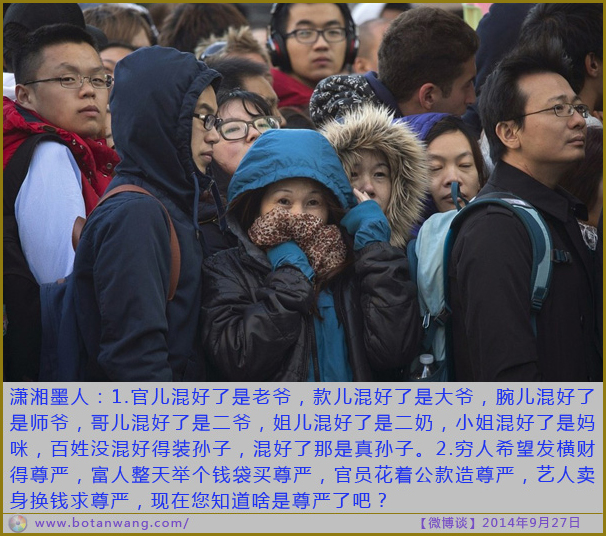 潇湘墨人：1.官儿混好了是老爷，款儿混好了是大爷，腕儿混好了
是师爷，哥儿混好了是二爷，姐儿混好了是二奶，小姐混好了是妈
咪，百姓没混好得装孙子，混好了那是真孙子。2.穷人希望发横财
得尊严，富人整天举个钱袋买尊严，官员花着公款造尊严，艺人卖
身换钱求尊严，现在您知道啥是尊严了吧？
www.botanwang.com/ 【微博谈】2014年9月27日